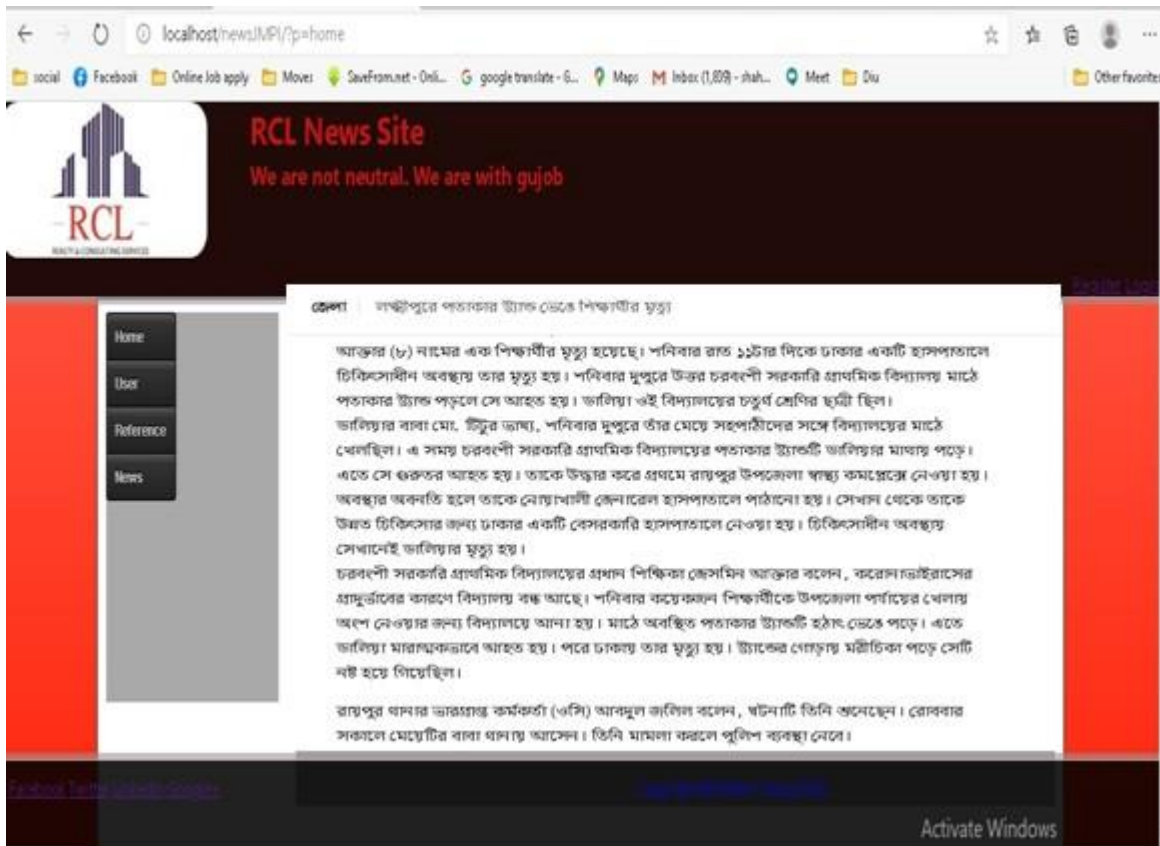 localhost/newsJMPI/?p=home
social Facebook Online Job apply Moves SaveFrom.net - Onli... google translate - G... Maps Inbox (1,809) - shah... Meet Diu Other favorites
RCL News Site
We are not neutral. We are with gujob
RCL
REALTY & CONSULTING SERVICES
জেলা লক্ষ্মীপুরে পতাকার স্ট্যান্ড ভেঙে শিক্ষার্থীর মৃত্যু
Home
User
Reference
News
আক্তার (৮) নামের এক শিক্ষার্থীর মৃত্যু হয়েছে। শনিবার রাত ১১টার দিকে ঢাকার একটি হাসপাতালে
চিকিৎসাধীন অবস্থায় তার মৃত্যু হয়। শনিবার দুপুরে উত্তর চরবংশী সরকারি প্রাথমিক বিদ্যালয় মাঠে
পতাকার স্ট্যান্ড পড়লে সে আহত হয়। ডালিয়া ওই বিদ্যালয়ের চতুর্থ শ্রেণির ছাত্রী ছিল।
ডালিয়ার বাবা মো. টিটুর ভাষ্য, শনিবার দুপুরে তাঁর মেয়ে সহপাঠীদের সঙ্গে বিদ্যালয়ের মাঠে
খেলছিল। এ সময় চরবংশী সরকারি প্রাথমিক বিদ্যালয়ের পতাকার স্ট্যান্ডটি ডালিয়ার মাথায় পড়ে।
এতে সে গুরুতর আহত হয়। তাকে উদ্ধার করে প্রথমে রায়পুর উপজেলা স্বাস্থ্য কমপ্লেক্সে নেওয়া হয়।
অবস্থার অবনতি হলে তাকে নোয়াখালী জেনারেল হাসপাতালে পাঠানো হয়। সেখান থেকে তাকে
উন্নত চিকিৎসার জন্য ঢাকার একটি বেসরকারি হাসপাতালে নেওয়া হয়। চিকিৎসাধীন অবস্থায়
সেখানেই ডালিয়ার মৃত্যু হয়।
চরবংশী সরকারি প্রাথমিক বিদ্যালয়ের প্রধান শিক্ষিকা জেসমিন আক্তার বলেন, করোনাভাইরাসের
প্রাদুর্ভাবের কারণে বিদ্যালয় বন্ধ আছে। শনিবার কয়েকজন শিক্ষার্থীকে উপজেলা পর্যায়ের খেলায়
অংশ নেওয়ার জন্য বিদ্যালয়ে আনা হয়। মাঠে অবস্থিত পতাকার স্ট্যান্ডটি হঠাৎ ভেঙে পড়ে। এতে
ডালিয়া মারাত্মকভাবে আহত হয়। পরে ঢাকায় তার মৃত্যু হয়। স্ট্যান্ডের গোড়ায় মরীচিকা পড়ে সেটি
নষ্ট হয়ে গিয়েছিল।
রায়পুর থানার ভারপ্রাপ্ত কর্মকর্তা (ওসি) আবদুল জলিল বলেন, ঘটনাটি তিনি শুনেছেন। রোববার
সকালে মেয়েটির বাবা থানায় আসেন। তিনি মামলা করলে পুলিশ ব্যবস্থা নেবে।
Facebook Twitter
Activate Windows